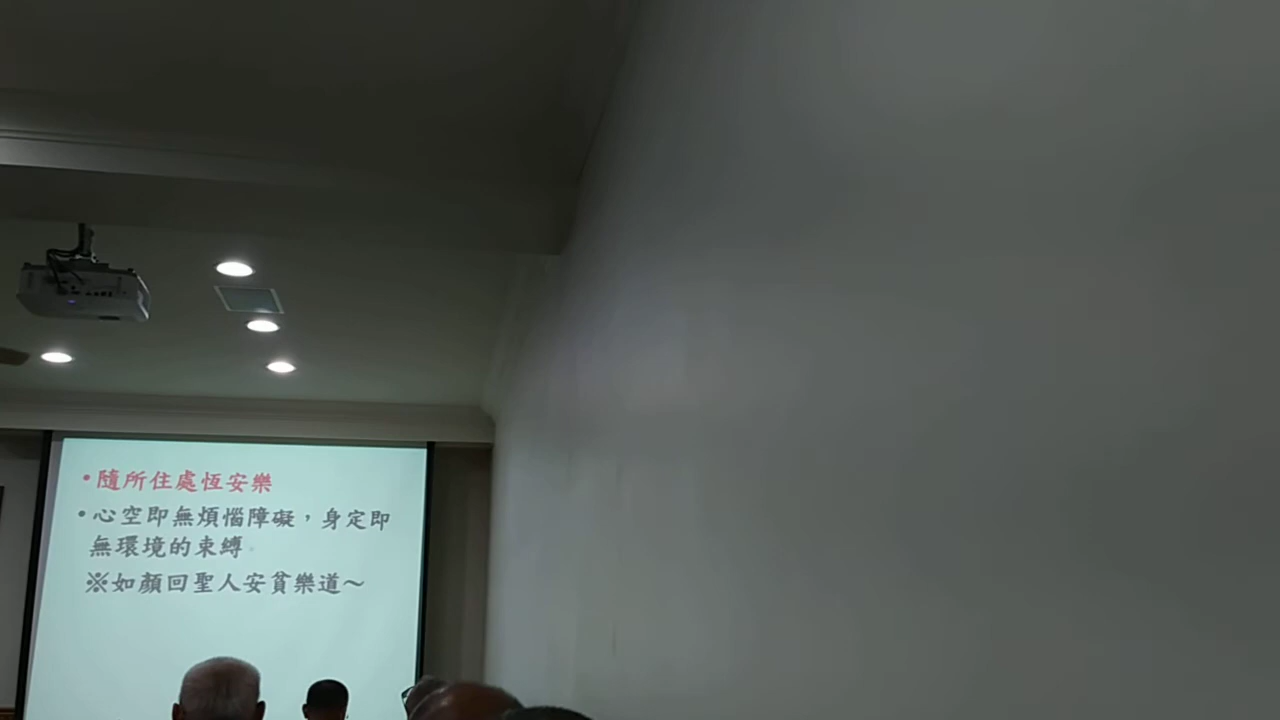 •隨所住處恆安樂
•心空即無煩惱障礙，身定即
無環境的束縛。
※如顏回聖人安貧樂道～